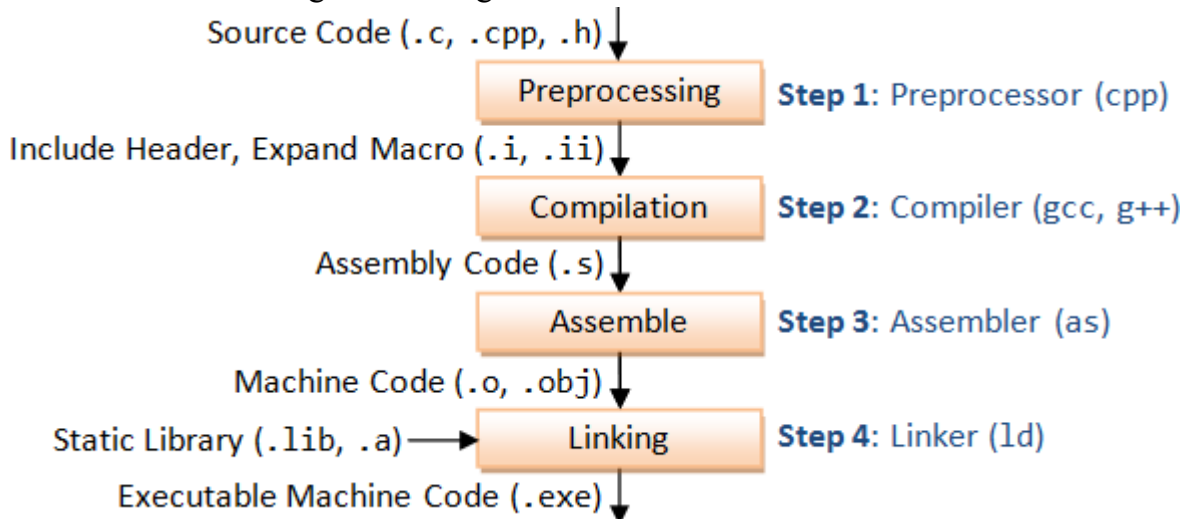 Source Code (.c, .cpp, .h)
Preprocessing Step 1: Preprocessor (cpp)
Include Header, Expand Macro (.i, .ii)
Compilation Step 2: Compiler (gcc, g++)
Assembly Code (.s)
Assemble Step 3: Assembler (as)
Machine Code (.o, .obj)
Static Library (.lib, .a) Linking Step 4: Linker (ld)
Executable Machine Code (.exe)